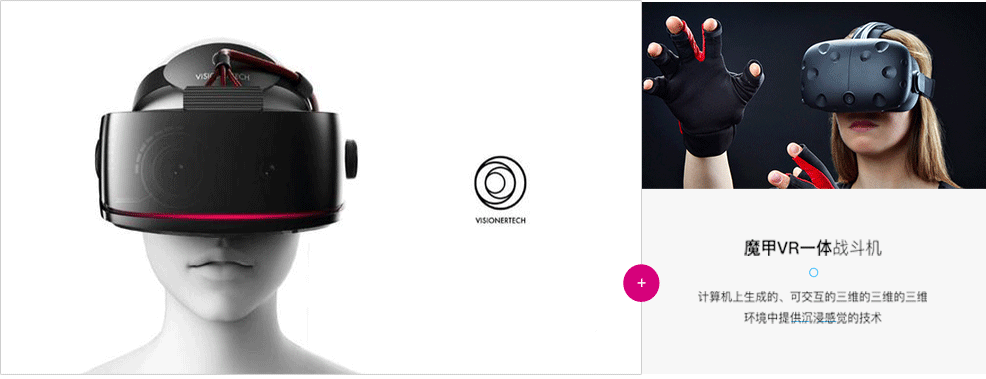 VISIONERTECH
VISIONERTECH
魔甲VR一体战斗机
计算机上生成的、可交互的三维的三维的三维
环境中提供沉浸感觉的技术